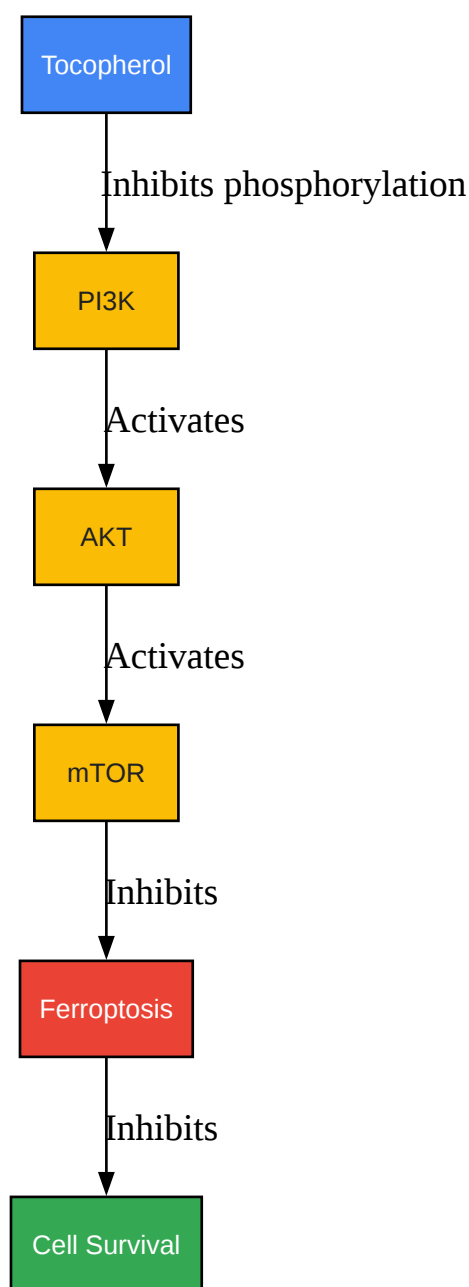 Tocopherol
Inhibits phosphorylation
PI3K
Activates
AKT
Activates
mTOR
Inhibits
Ferroptosis
Inhibits
Cell Survival